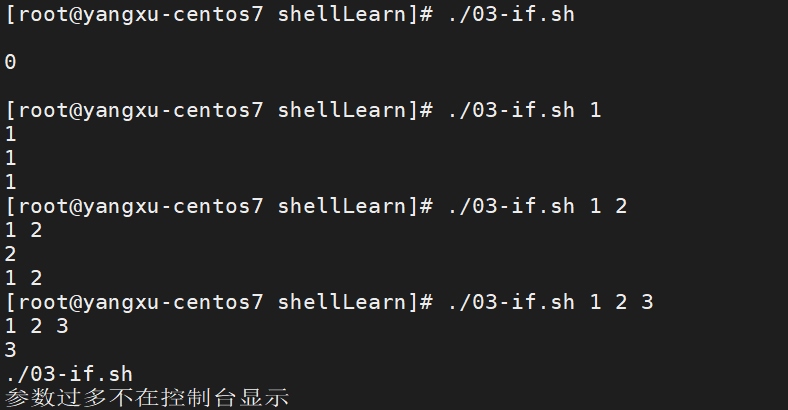 [root@yangxu-centos7 shellLearn]# ./03-if.sh
0
[root@yangxu-centos7 shellLearn]# ./03-if.sh 1
1
1
1
[root@yangxu-centos7 shellLearn]# ./03-if.sh 1 2
1 2
2
1 2
[root@yangxu-centos7 shellLearn]# ./03-if.sh 1 2 3
1 2 3
3
./03-if.sh
参数过多不在控制台显示